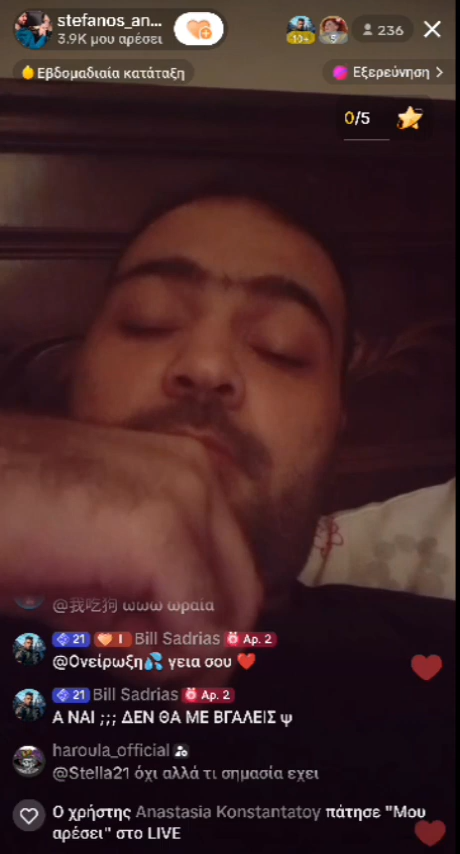 stefanos_an...
3.9K μου αρέσει
10+
5
236
Εβδομαδιαία κατάταξη
Εξερεύνηση
0/5
@我吃狗 ωωω ωραία
21 I Bill Sadrias Αρ. 2
@Ονείρωξη💦 γεια σου ❤️
21 Bill Sadrias Αρ. 2
Α ΝΑΙ ;;; ΔΕΝ ΘΑ ΜΕ ΒΓΑΛΕΙΣ ψ
haroula_official
@Stella21 όχι αλλά τι σημασία εχει
Ο χρήστης Anastasia Konstantatoy πάτησε "Μου
αρέσει" στο LIVE